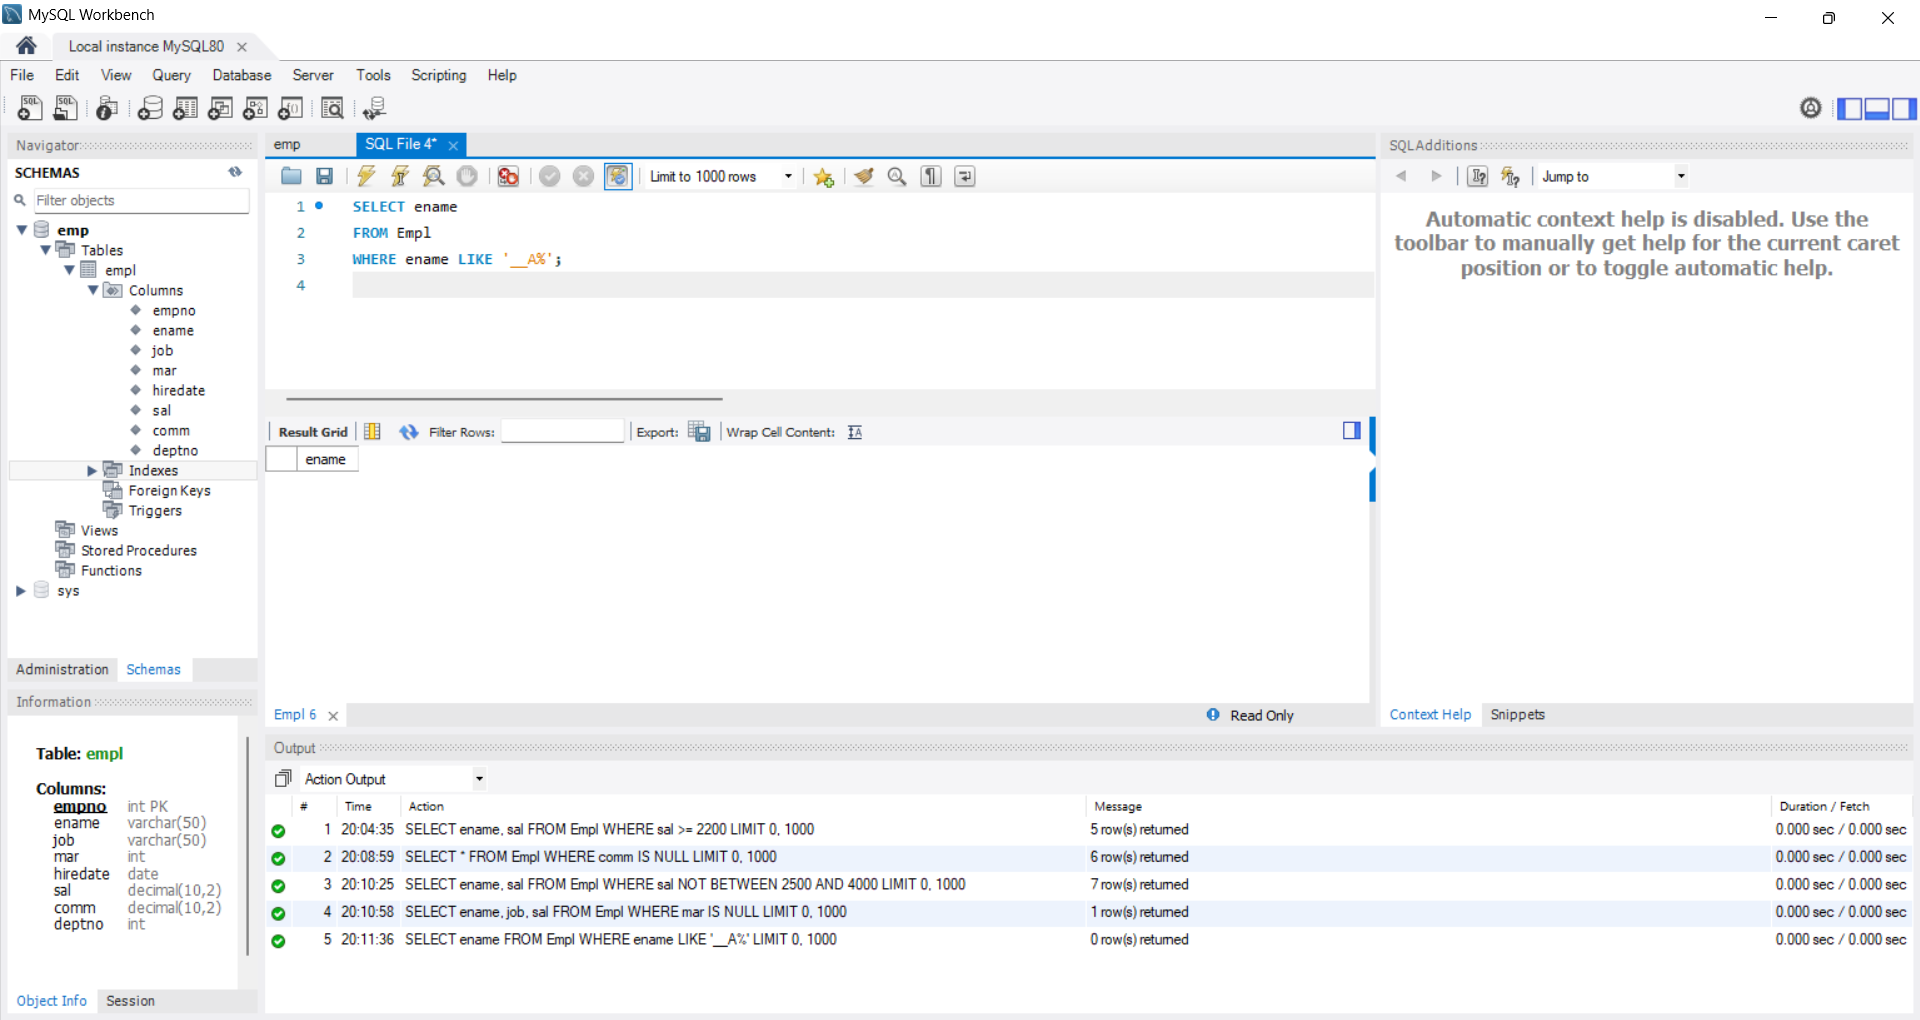 MySQL Workbench
Local instance MySQL80
File Edit View Query Database Server Tools Scripting Help
Navigator
SCHEMAS
Filter objects
emp
Tables
empl
Columns
empno
ename
job
mar
hiredate
sal
comm
deptno
Indexes
Foreign Keys
Triggers
Views
Stored Procedures
Functions
sys
Administration Schemas
Information
Table: empl
Columns:
empno int PK
ename varchar(50)
job varchar(50)
mar int
hiredate date
sal decimal(10,2)
comm decimal(10,2)
deptno int
Object Info Session
emp SQL File 4*
Limit to 1000 rows
1 SELECT ename
2 FROM Empl
3 WHERE ename LIKE '__A%';
4
Result Grid Filter Rows: Export: Wrap Cell Content:
ename
Empl 6 Read Only
SQLAdditions
Jump to
Automatic context help is disabled. Use the
toolbar to manually get help for the current caret
position or to toggle automatic help.
Context Help Snippets
Output
Action Output
# Time Action Message Duration / Fetch
1 20:04:35 SELECT ename, sal FROM Empl WHERE sal >= 2200 LIMIT 0, 1000 5 row(s) returned 0.000 sec / 0.000 sec
2 20:08:59 SELECT * FROM Empl WHERE comm IS NULL LIMIT 0, 1000 6 row(s) returned 0.000 sec / 0.000 sec
3 20:10:25 SELECT ename, sal FROM Empl WHERE sal NOT BETWEEN 2500 AND 4000 LIMIT 0, 1000 7 row(s) returned 0.000 sec / 0.000 sec
4 20:10:58 SELECT ename, job, sal FROM Empl WHERE mar IS NULL LIMIT 0, 1000 1 row(s) returned 0.000 sec / 0.000 sec
5 20:11:36 SELECT ename FROM Empl WHERE ename LIKE '__A%' LIMIT 0, 1000 0 row(s) returned 0.000 sec / 0.000 sec